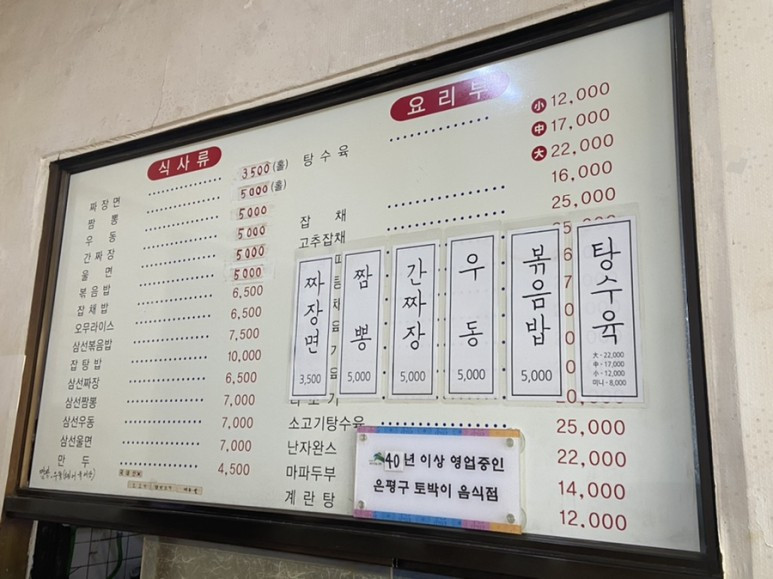 식사류
짜장면 3,500 (홀)
짬뽕 5000 (홀)
우동 5000
간짜장 5000
울면 5000
볶음밥 5000
잡채밥 6,500
오무라이스 6,500
삼선볶음밥 7,500
잡탕밥 10,000
삼선짜장 6,500
삼선짬뽕 7,000
삼선우동 7,000
삼선울면 7,000
만두 4,500
요리부
탕수육 小 12,000
中 17,000
大 22,000
잡채 16,000
고추잡채 25,000
짜장면
3,500
짬뽕
5,000
간짜장
5,000
우동
5,000
볶음밥
5,000
탕수육
大 - 22,000
中 - 17,000
小 - 12,000
미니 - 8,000
소고기탕수육 25,000
난자완스 22,000
마파두부 14,000
계란탕 12,000
40년 이상 영업중인
은평구 토박이 음식점